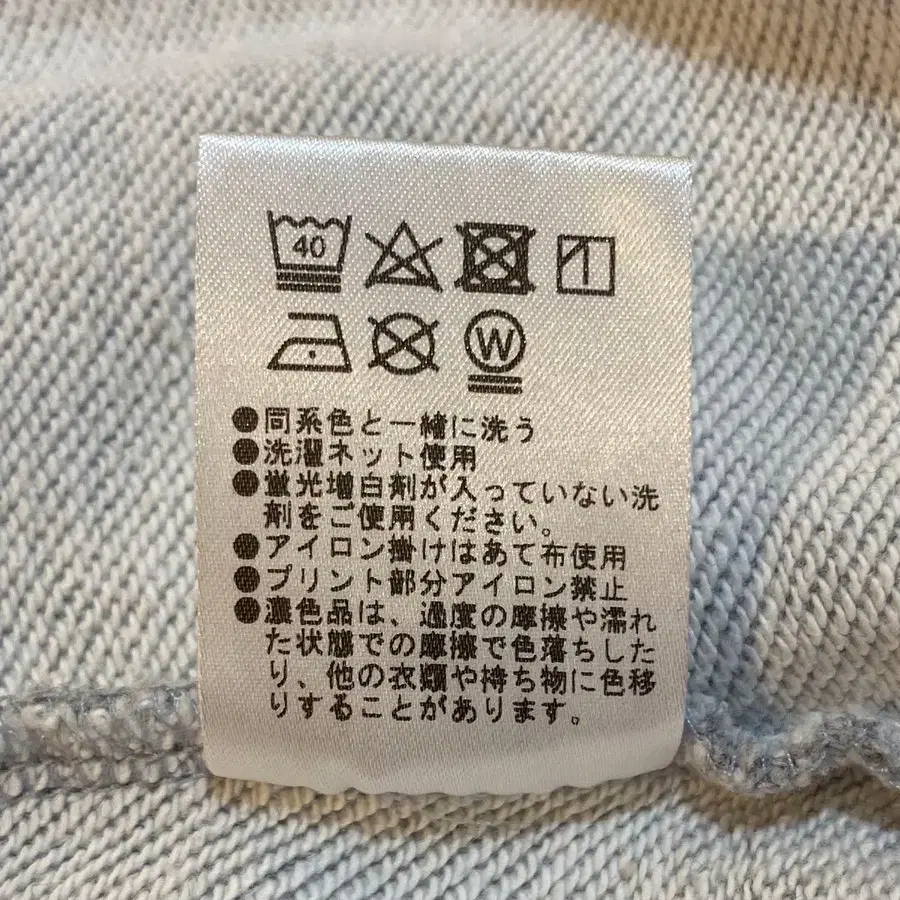 40
W
●同系色と一緒に洗う
●洗濯ネット使用
●蛍光増白剤が入っていない洗
剤をご使用ください。
●アイロン掛けはあて布使用
●プリント部分アイロン禁止
●濃色品は、過度の摩擦や濡れ
た状態での摩擦で色落ちした
り、他の衣類や持ち物に色移
りすることがあります。